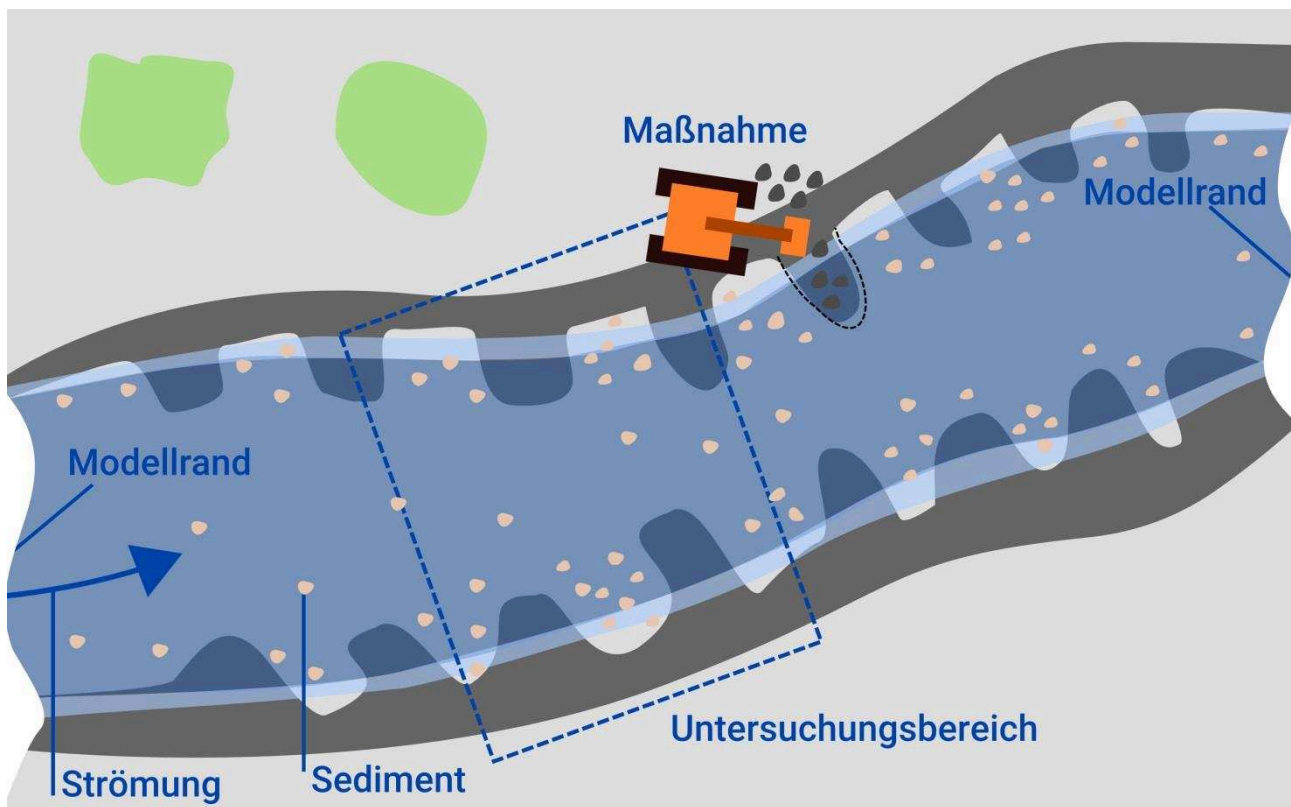 Maßnahme
Modellrand
Modellrand
Untersuchungsbereich
Strömung
Sediment